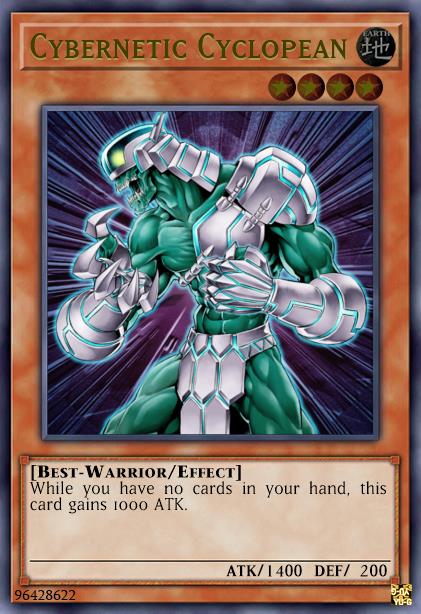 CYBERNETIC CYCLOPEAN
EARTH
地
[BEST-WARRIOR/EFFECT]
While you have no cards in your hand, this
card gains 1000 ATK.
ATK/1400 DEF/ 200
96428622